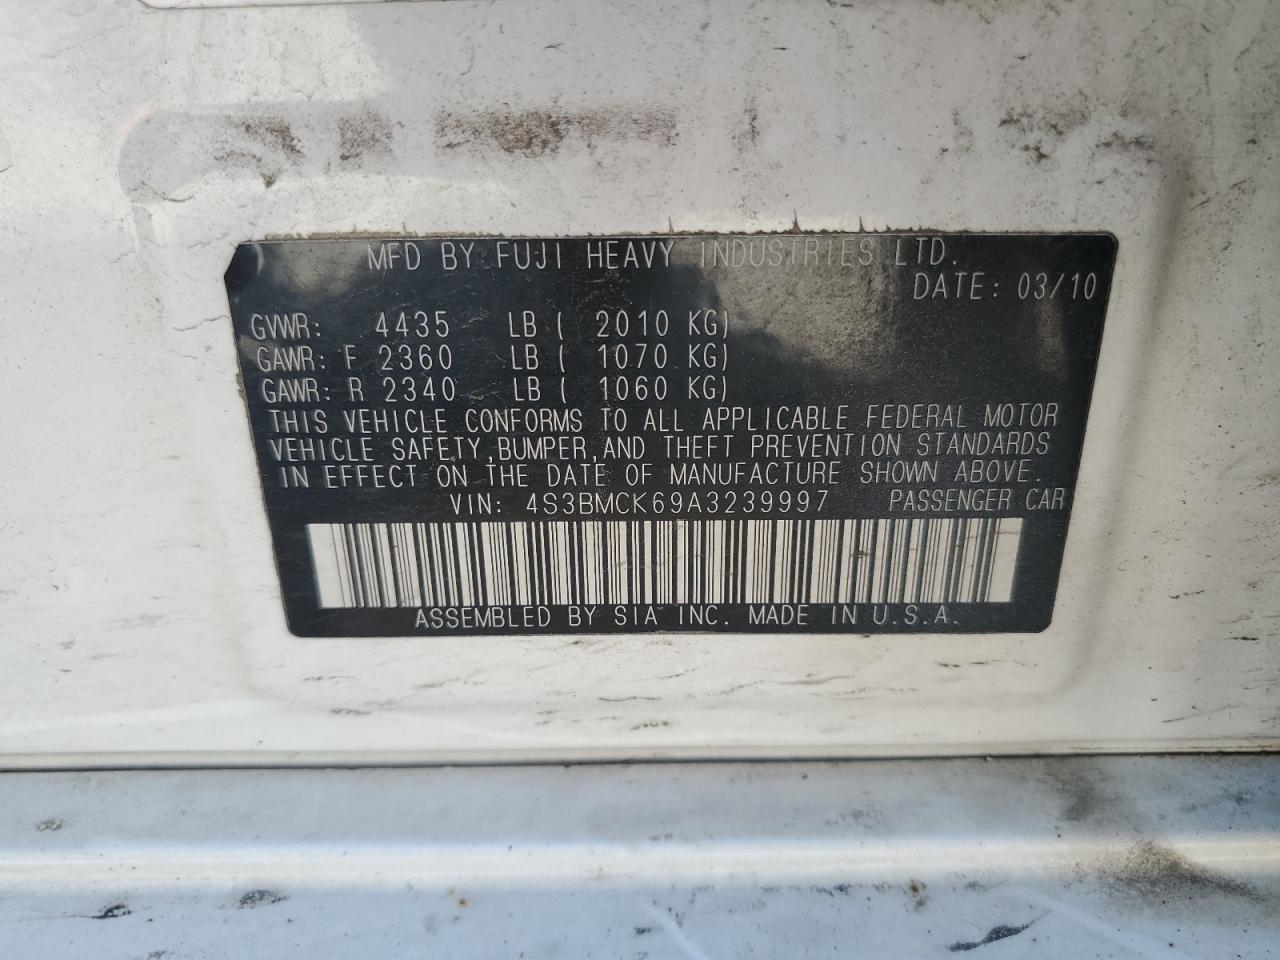 MFD BY FUJI HEAVY INDUSTRIES LTD.
DATE: 03/10
GVWR: 4435 LB ( 2010 KG)
GAWR: F 2360 LB ( 1070 KG)
GAWR: R 2340 LB ( 1060 KG)
THIS VEHICLE CONFORMS TO ALL APPLICABLE FEDERAL MOTOR
VEHICLE SAFETY,BUMPER,AND THEFT PREVENTION STANDARDS
IN EFFECT ON THE DATE OF MANUFACTURE SHOWN ABOVE.
VIN: 4S3BMCK69A3239997 PASSENGER CAR
ASSEMBLED BY SIA INC. MADE IN U.S.A.